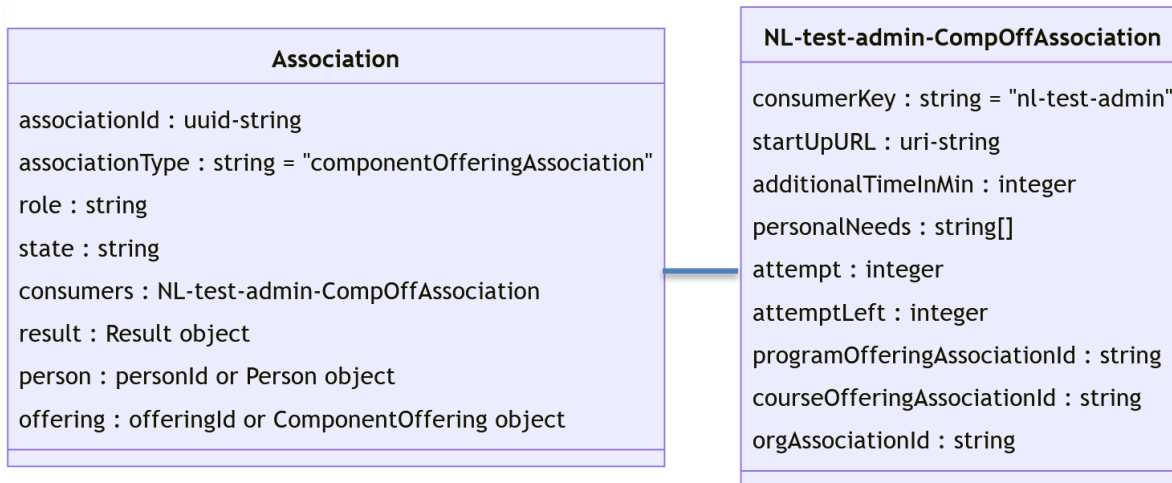 Association
associationId : uuid-string
associationType : string = "componentOfferingAssociation"
role : string
state : string
consumers : NL-test-admin-CompOffAssociation
result : Result object
person : personId or Person object
offering : offeringId or ComponentOffering object
NL-test-admin-CompOffAssociation
consumerKey : string = "nl-test-admin"
startUpURL : uri-string
additionalTimeInMin : integer
personalNeeds : string[]
attempt : integer
attemptLeft : integer
programOfferingAssociationId : string
courseOfferingAssociationId : string
orgAssociationId : string